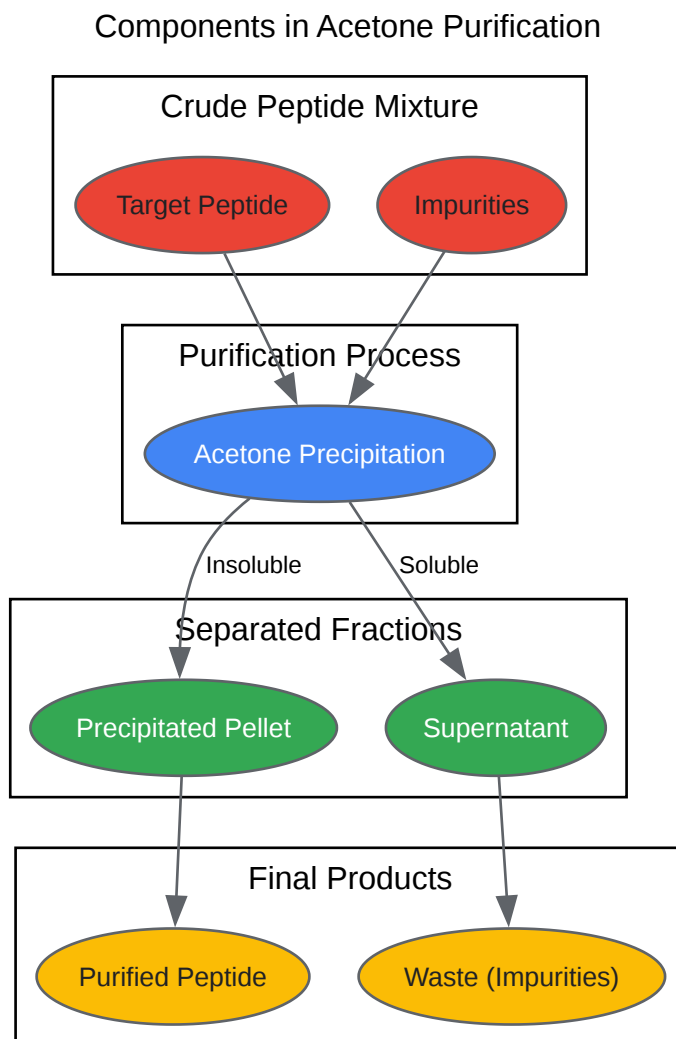 Components in Acetone Purification
Crude Peptide Mixture
Target Peptide
Impurities
Purification Process
Acetone Precipitation
Insoluble
Soluble
Separated Fractions
Precipitated Pellet
Supernatant
Final Products
Purified Peptide
Waste (Impurities)